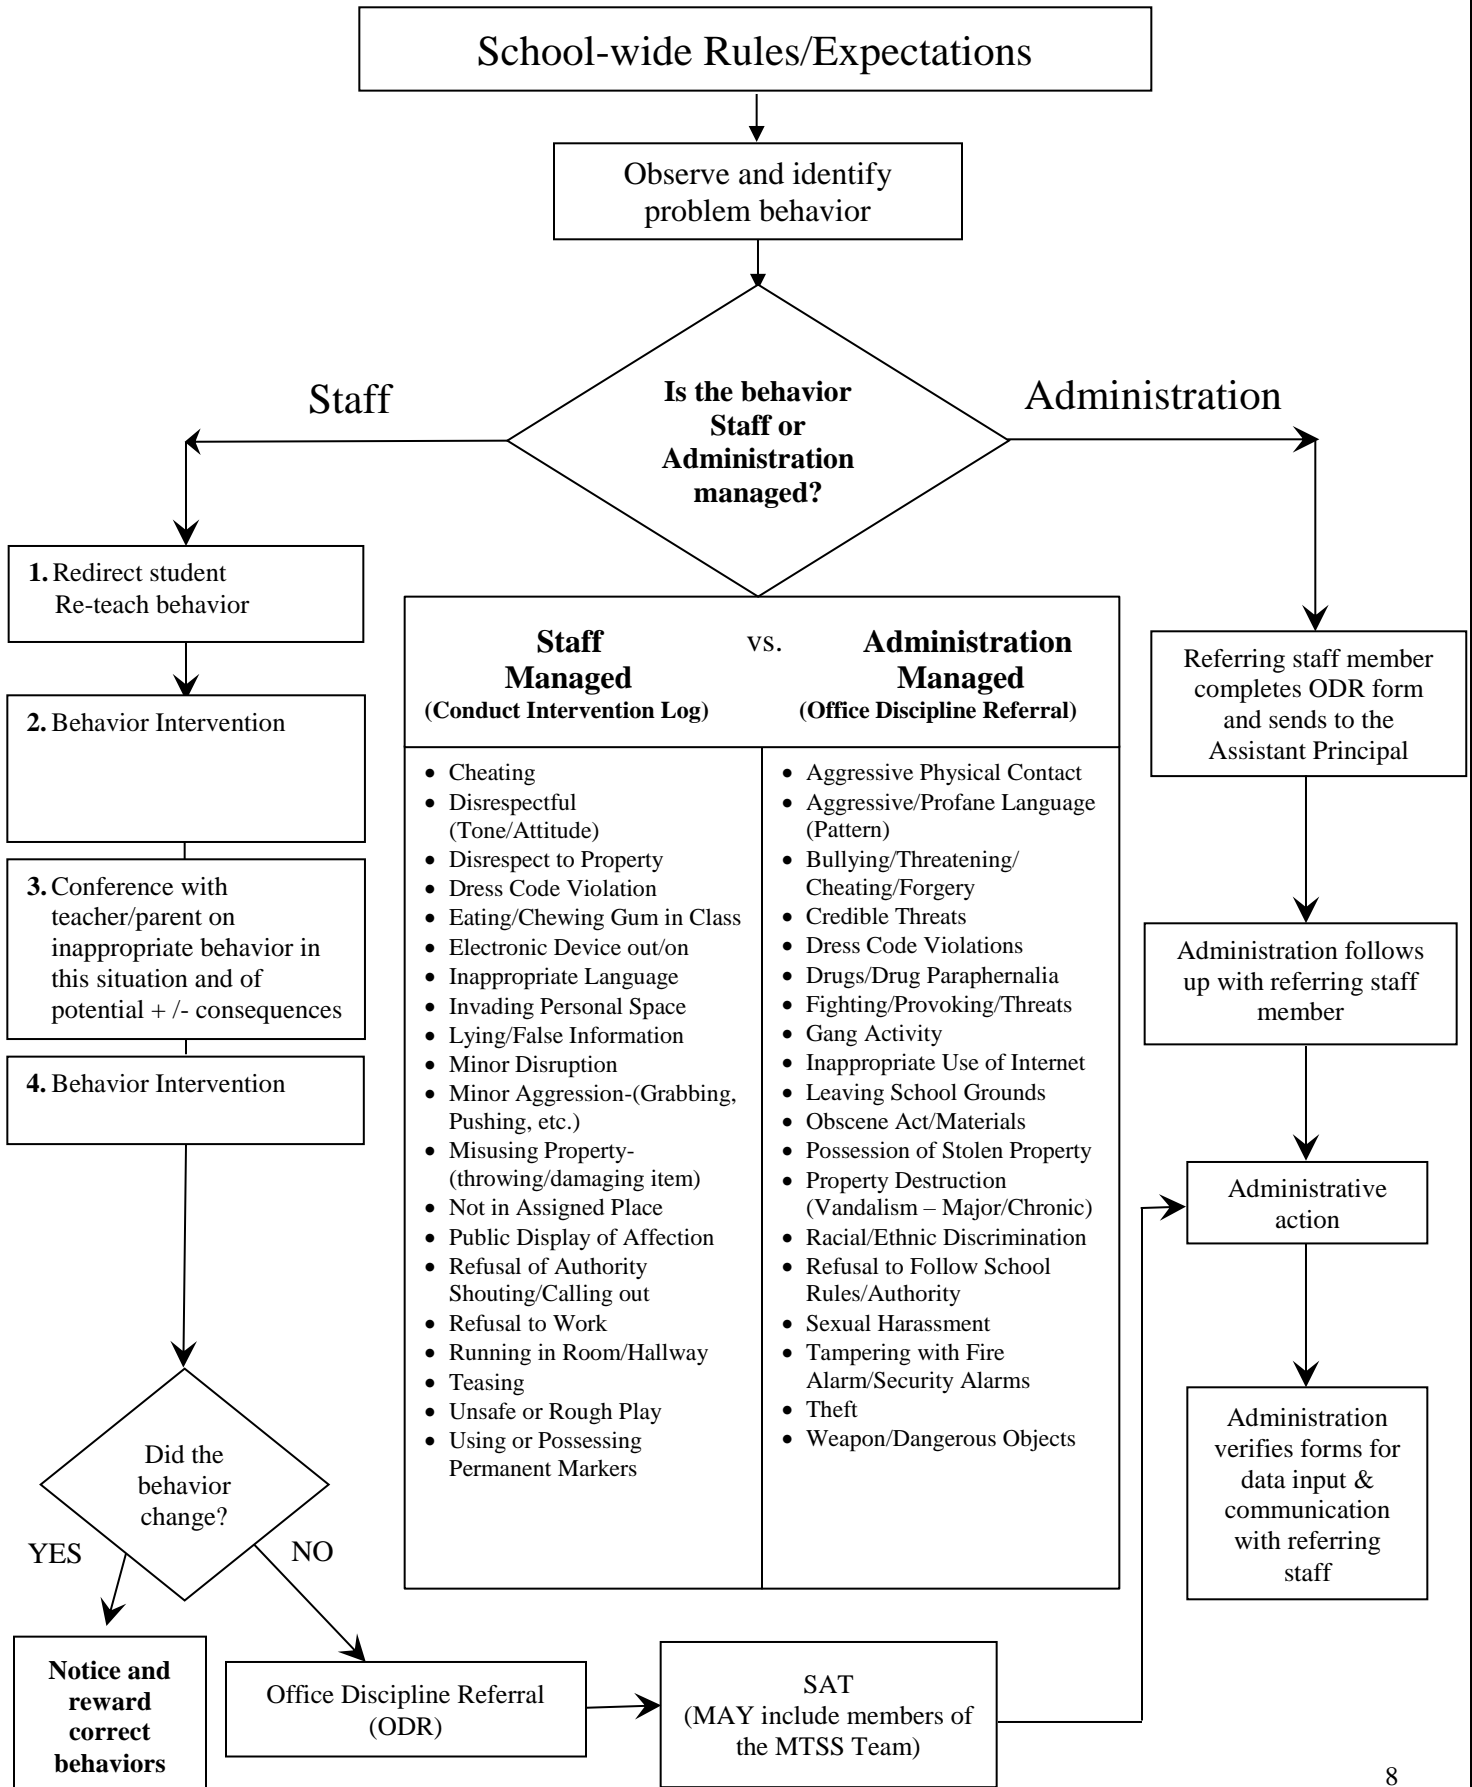 School-wide Rules/Expectations
Observe and identify
problem behavior
Is the behavior
Staff or
Administration
managed?
Staff
Administration
1. Redirect student
Re-teach behavior
2. Behavior Intervention
3. Conference with
teacher/parent on
inappropriate behavior in
this situation and of
potential + /- consequences
4. Behavior Intervention
Did the
behavior
change?
YES
NO
Notice and
reward
correct
behaviors
Office Discipline Referral
(ODR)
SAT
(MAY include members of
the MTSS Team)
Staff vs. Administration
Managed Managed
(Conduct Intervention Log) (Office Discipline Referral)
• Cheating
• Disrespectful
(Tone/Attitude)
• Disrespect to Property
• Dress Code Violation
• Eating/Chewing Gum in Class
• Electronic Device out/on
• Inappropriate Language
• Invading Personal Space
• Lying/False Information
• Minor Disruption
• Minor Aggression-(Grabbing,
Pushing, etc.)
• Misusing Property-
(throwing/damaging item)
• Not in Assigned Place
• Public Display of Affection
• Refusal of Authority
Shouting/Calling out
• Refusal to Work
• Running in Room/Hallway
• Teasing
• Unsafe or Rough Play
• Using or Possessing
Permanent Markers
• Aggressive Physical Contact
• Aggressive/Profane Language
(Pattern)
• Bullying/Threatening/
Cheating/Forgery
• Credible Threats
• Dress Code Violations
• Drugs/Drug Paraphernalia
• Fighting/Provoking/Threats
• Gang Activity
• Inappropriate Use of Internet
• Leaving School Grounds
• Obscene Act/Materials
• Possession of Stolen Property
• Property Destruction
(Vandalism – Major/Chronic)
• Racial/Ethnic Discrimination
• Refusal to Follow School
Rules/Authority
• Sexual Harassment
• Tampering with Fire
Alarm/Security Alarms
• Theft
• Weapon/Dangerous Objects
Referring staff member
completes ODR form
and sends to the
Assistant Principal
Administration follows
up with referring staff
member
Administrative
action
Administration
verifies forms for
data input &
communication
with referring
staff
8